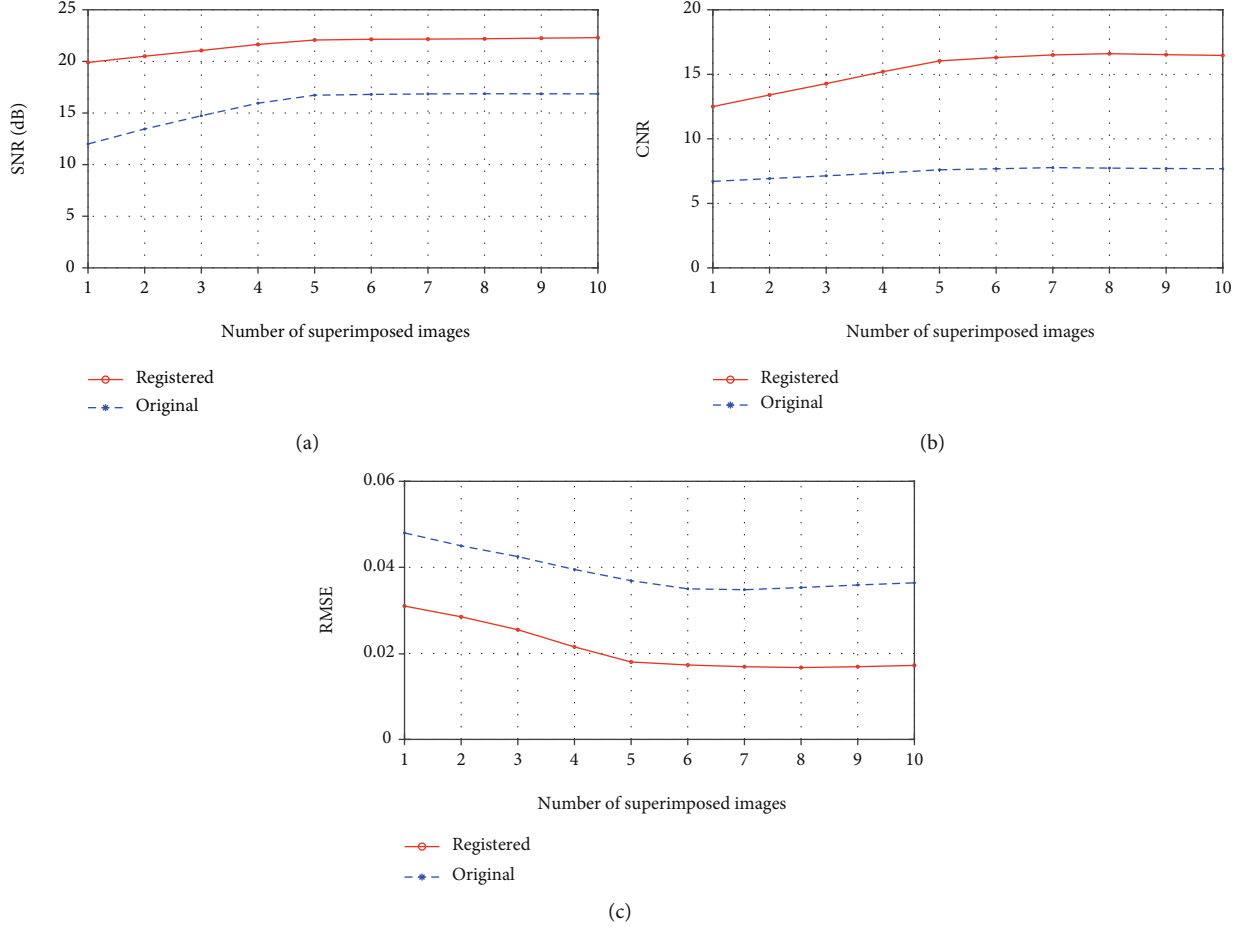 25
20
15
10
5
0
SNR (dB)
1 2 3 4 5 6 7 8 9 10
Number of superimposed images
Registered
Original
(a)
20
15
10
5
0
CNR
1 2 3 4 5 6 7 8 9 10
Number of superimposed images
Registered
Original
(b)
0.06
0.04
0.02
0
RMSE
1 2 3 4 5 6 7 8 9 10
Number of superimposed images
Registered
Original
(c)